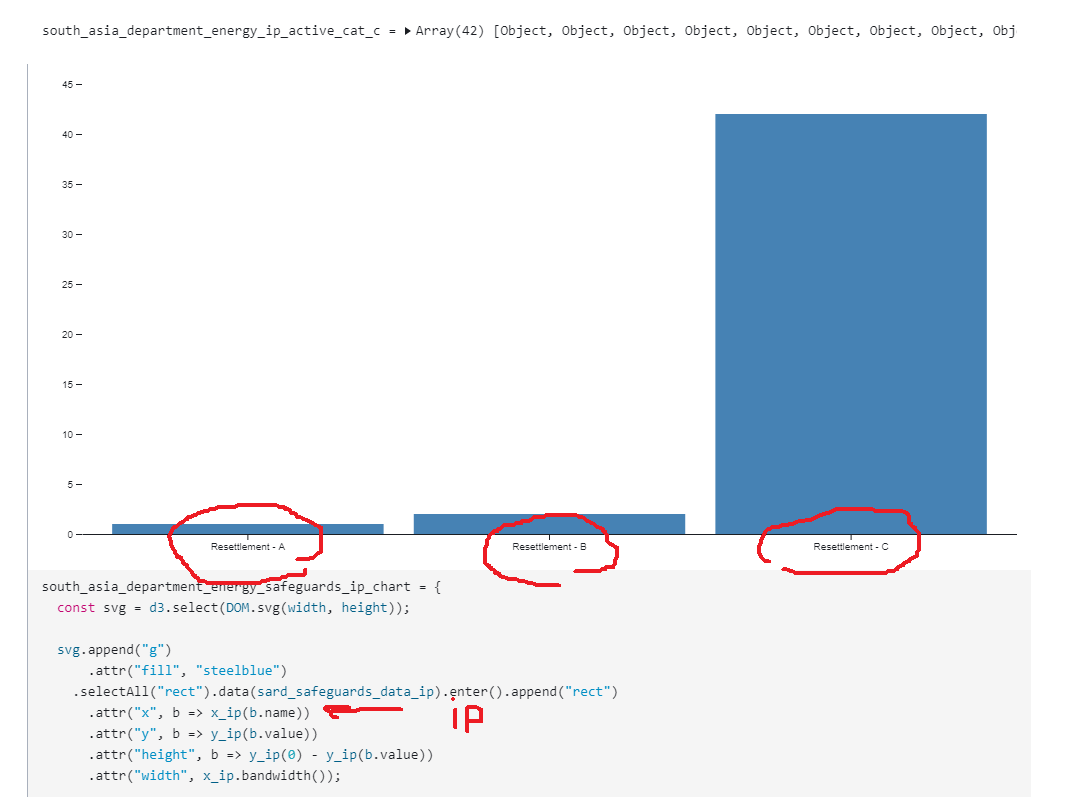 south_asia_department_energy_ip_active_cat_c = ▶ Array(42) [Object, Object, Object, Object, Object, Object, Object, Object, Obj
45
40
35
30
25
20
15
10
5
0
Resettlement - A Resettlement - B Resettlement - C
south_asia_department_energy_safeguards_ip_chart = {
const svg = d3.select(DOM.svg(width, height));
svg.append("g")
.attr("fill", "steelblue")
.selectAll("rect").data(sard_safeguards_data_ip).enter().append("rect")
.attr("x", b => x_ip(b.name))
iP
.attr("y", b => y_ip(b.value))
.attr("height", b => y_ip(0) - y_ip(b.value))
.attr("width", x_ip.bandwidth());